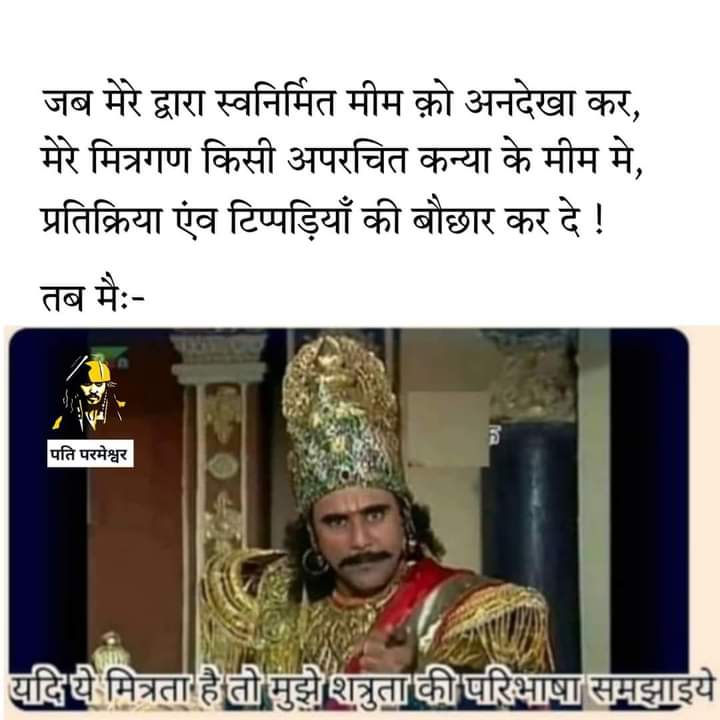 जब मेरे द्वारा स्वनिर्मित मीम क़ो अनदेखा कर,
मेरे मित्रगण किसी अपरचित कन्या के मीम मे,
प्रतिक्रिया एंव टिप्पड़ियाँ की बौछार कर दे !
तब मैः-
पति परमेश्वर
यदि ये मित्रता है तो मुझे शत्रुता की परिभाषा समझाइये